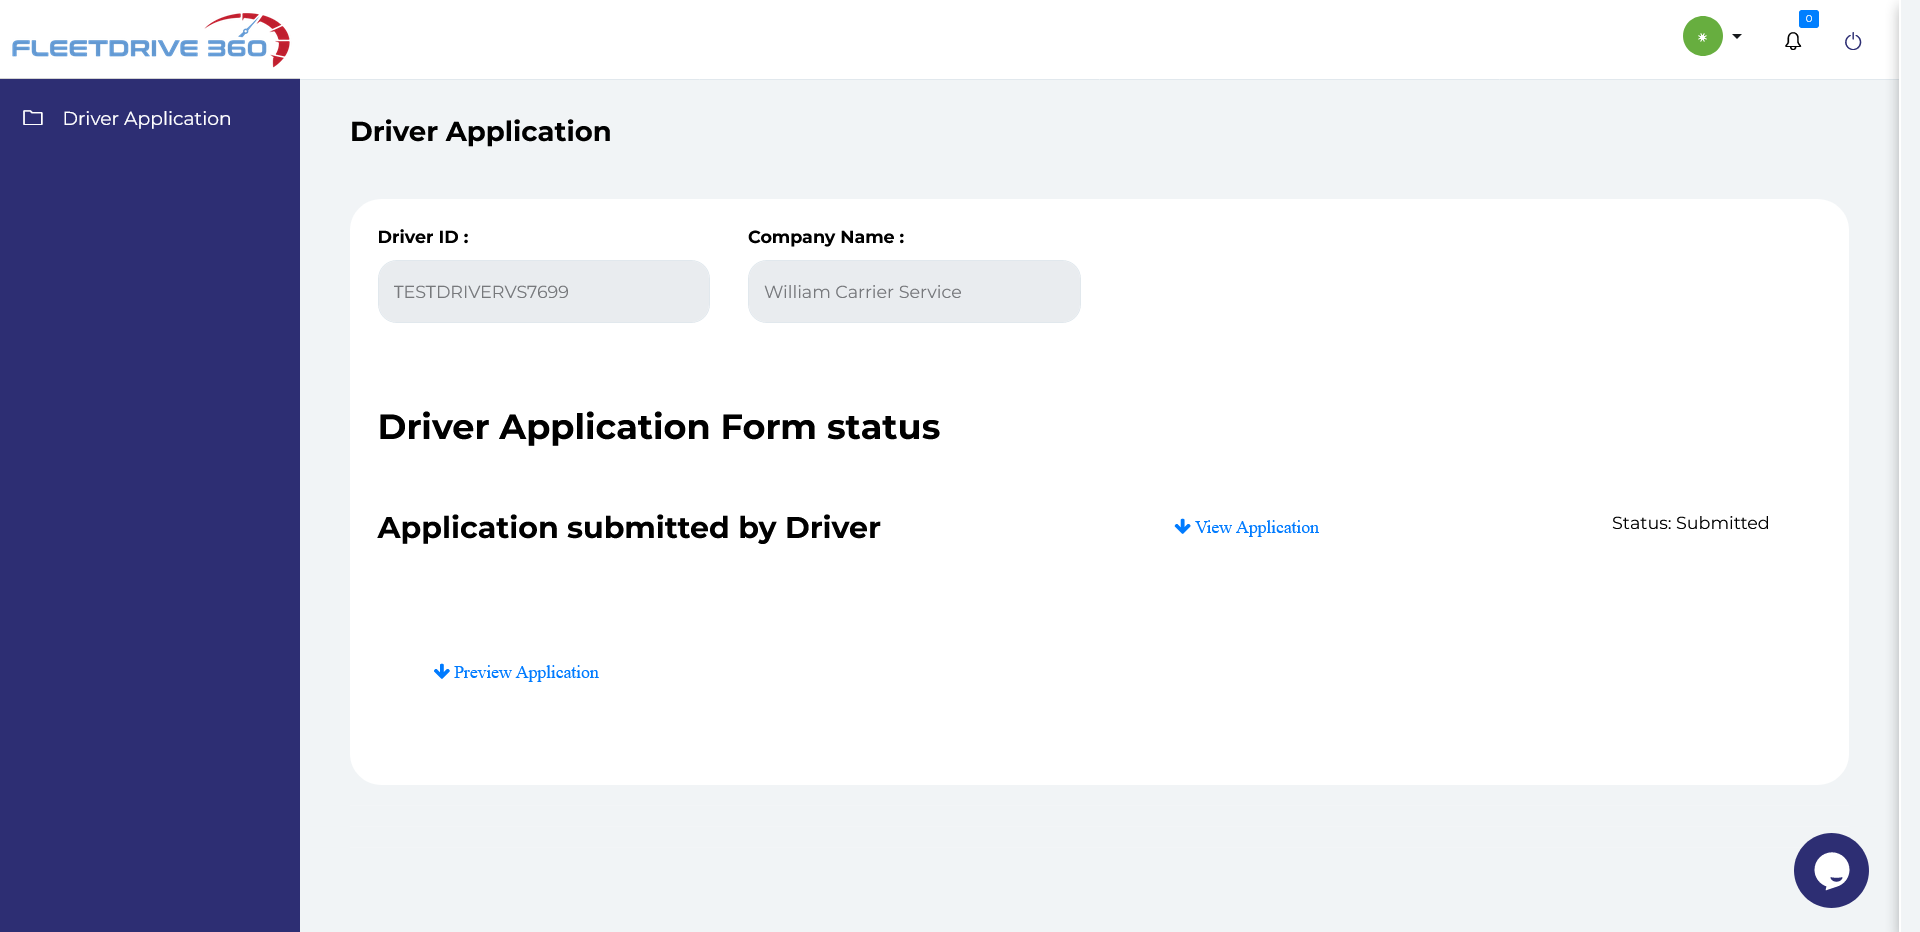 FLEETDRIVE 360
0
Driver Application
Driver Application
Driver ID :
Company Name :
TESTDRIVERVS7699
William Carrier Service
Driver Application Form status
Application submitted by Driver
View Application
Status: Submitted
Preview Application